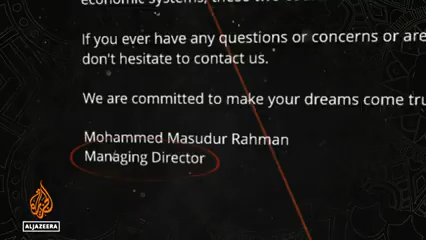 If you ever have any questions or concerns or are
don't hesitate to contact us.
We are committed to make your dreams come tru
Mohammed Masudur Rahman
Managing Director
ALJAZEERA